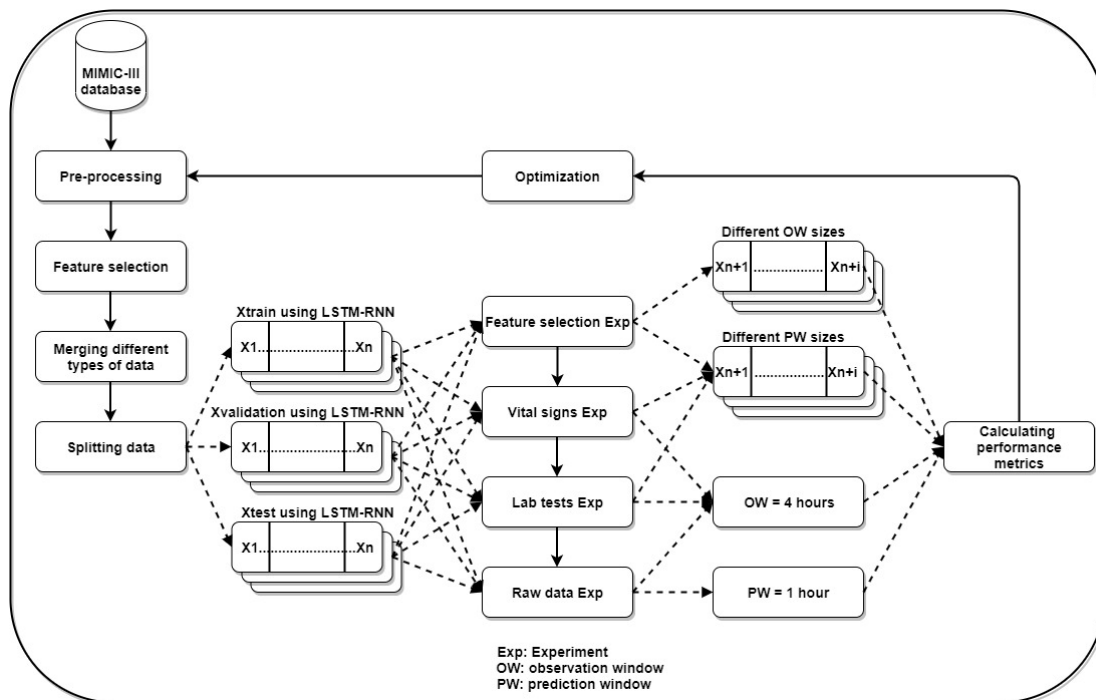 MIMIC-III
database
Pre-processing
Optimization
Feature selection
Merging different
types of data
Splitting data
Xtrain using LSTM-RNN
X1.......................Xn
Xvalidation using LSTM-RNN
X1.......................Xn
Xtest using LSTM-RNN
X1.......................Xn
Feature selection Exp
Vital signs Exp
Lab tests Exp
Raw data Exp
Different OW sizes
Xn+1 .................. Xn+i
Different PW sizes
Xn+1 .................. Xn+i
OW = 4 hours
PW = 1 hour
Calculating
performance
metrics
Exp: Experiment
OW: observation window
PW: prediction window